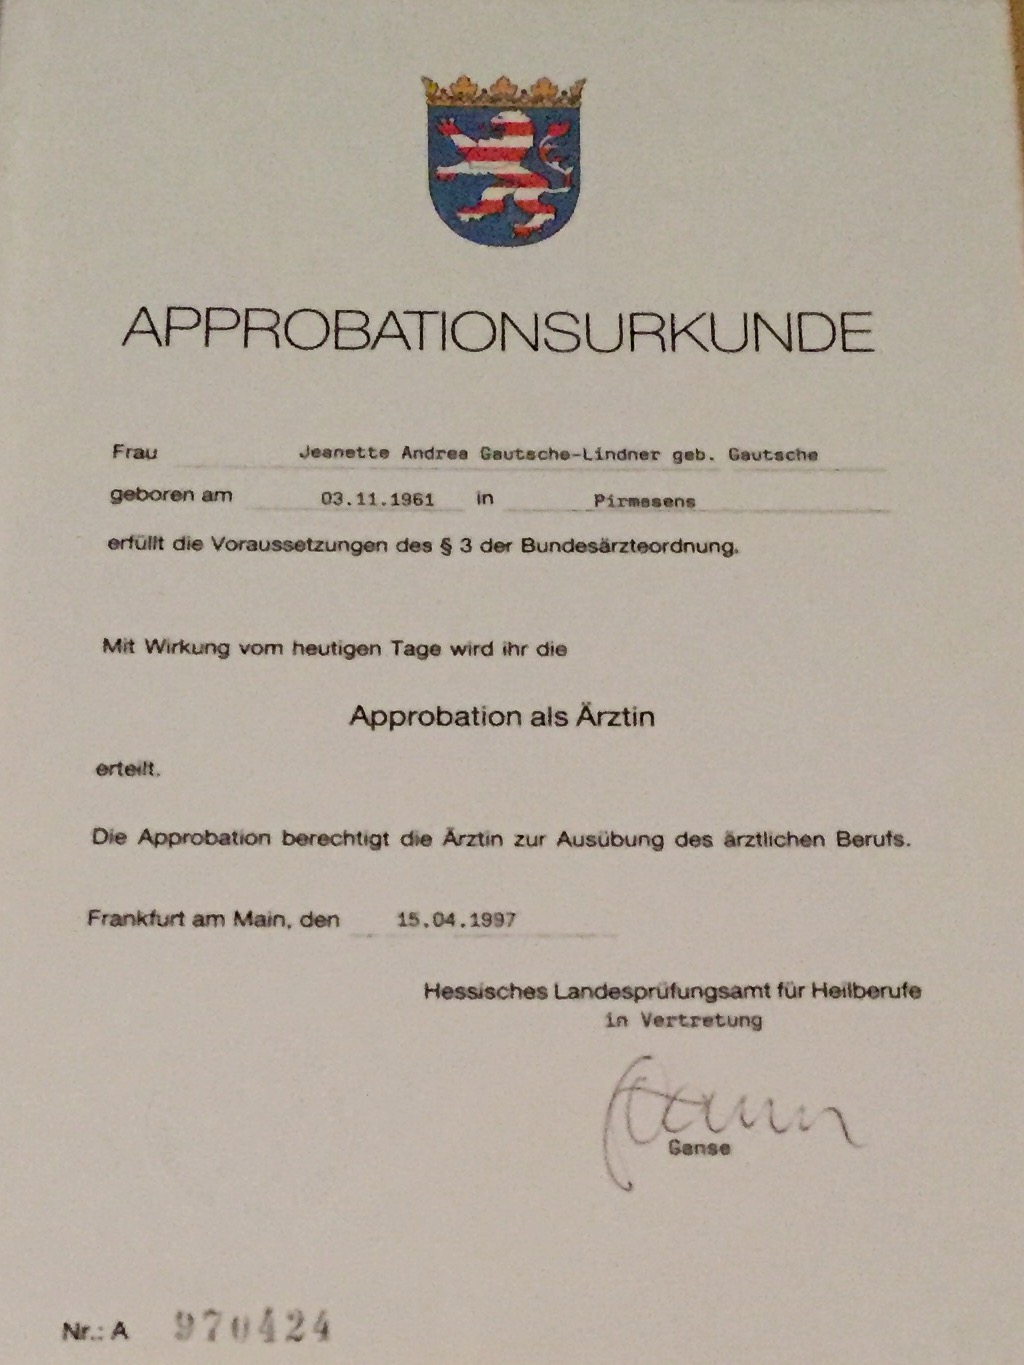 APPROBATIONSURKUNDE
Frau Jeanette Andrea Gautsche-Lindner geb. Gautsche
geboren am 03.11.1961 in Pirmasens
erfüllt die Voraussetzungen des § 3 der Bundesärzteordnung.
Mit Wirkung vom heutigen Tage wird ihr die
Approbation als Ärztin
erteilt.
Die Approbation berechtigt die Ärztin zur Ausübung des ärztlichen Berufs.
Frankfurt am Main, den 15.04.1997
Hessisches Landesprüfungsamt für Heilberufe
in Vertretung
Ganse
Nr.: A 970424